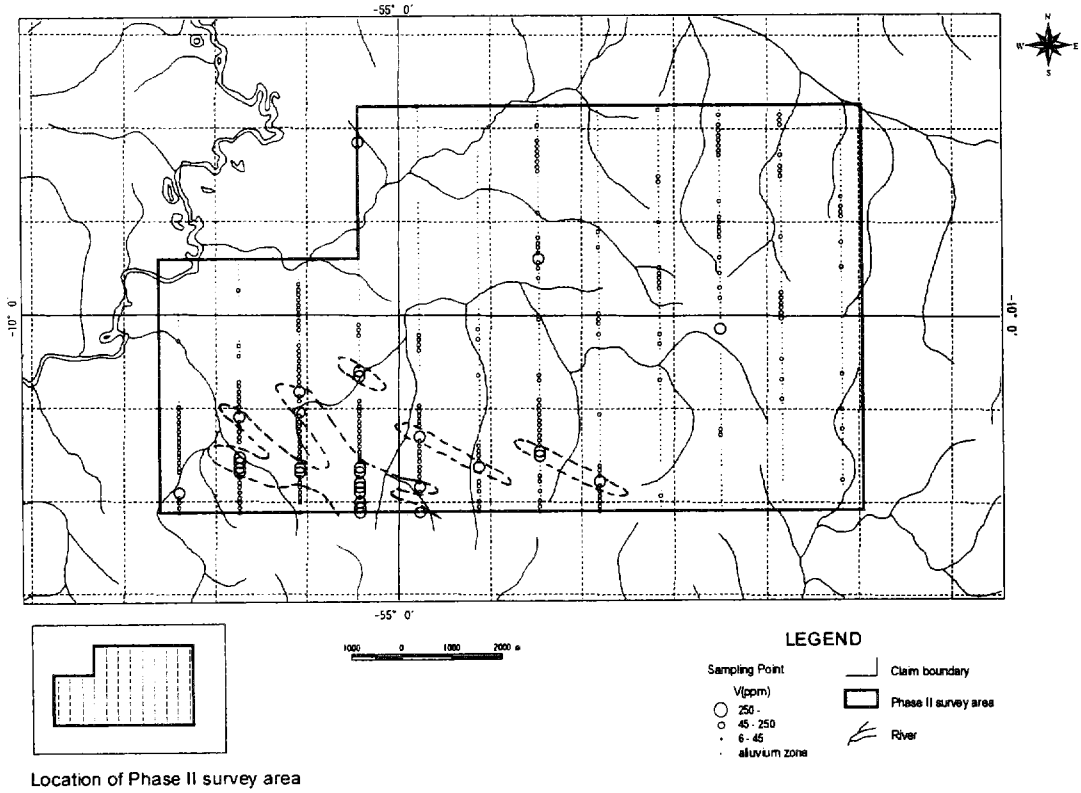 -55° 0'
N
W E
S
-10° 0'
-10° 0'
-55° 0'
1000 0 1000 2000 m
LEGEND
Sampling Point
V(ppm)
250 -
45 - 250
6 - 45
alluvium zone
Claim boundary
Phase II survey area
River
Location of Phase II survey area